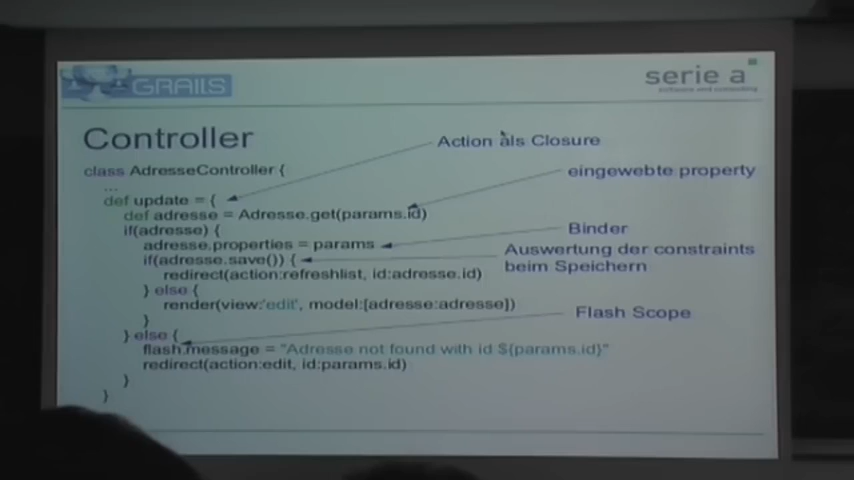 GRAILS
serie a
software and consulting
Controller
Action als Closure
class AdresseController {
eingewebte property
...
def update = {
def adresse = Adresse.get(params.id)
if(adresse) {
Binder
adresse.properties = params
Auswertung der constraints
if(adresse.save()) {
beim Speichern
redirect(action:refreshlist, id:adresse.id)
} else {
render(view:'edit', model:[adresse:adresse])
Flash Scope
}
} else {
flash.message = "Adresse not found with id ${params.id}"
redirect(action:edit, id:params.id)
}
}